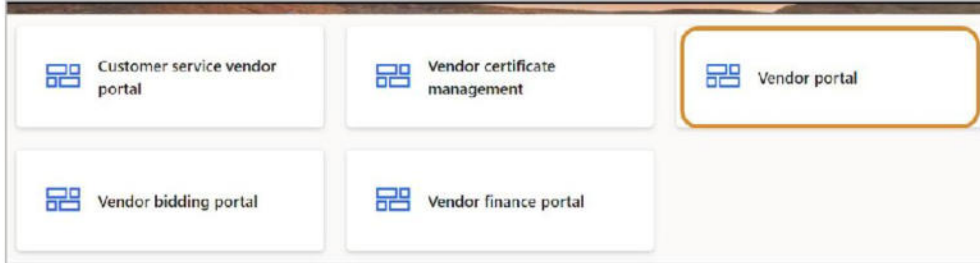 Customer service vendor
portal
Vendor certificate
management
Vendor portal
Vendor bidding portal
Vendor finance portal